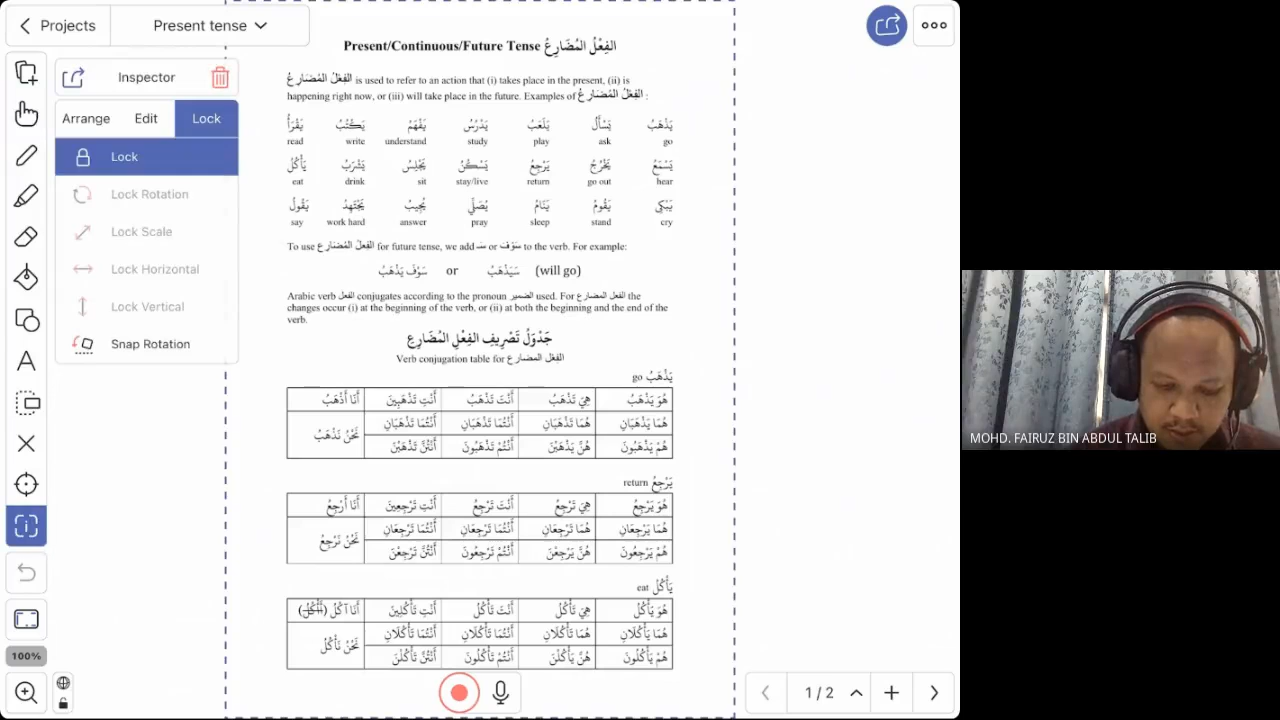 Projects
Present tense
Inspector
Arrange Edit Lock
Lock
Lock Rotation
Lock Scale
Lock Horizontal
Lock Vertical
Snap Rotation
100%
Present/Continuous/Future Tense الفِعْلُ المُضَارِعُ
الفِعْلُ المُضَارِعُ is used to refer to an action that (i) takes place in the present, (ii) is
happening right now, or (iii) will take place in the future. Examples of الفِعْلُ المُضَارِعُ :
يَذْهَبُ يَسْأَلُ يَلْعَبُ يَدْرُسُ يَفْهَمُ يَكْتُبُ يَقْرَأُ
read write understand study play ask go
يَسْمَعُ يَخْرُجُ يَرْجِعُ يَسْكُنُ يَجْلِسُ يَشْرَبُ يَأْكُلُ
eat drink sit stay/live return go out hear
يَبْكِي يَقُومُ يَنَامُ يُصَلِّي يُجِيبُ يَجْتَهِدُ يَقُولُ
say work hard answer pray sleep stand cry
To use الفِعْلُ المُضَارِعُ for future tense, we add سَـ or سَوْفَ to the verb. For example:
سَوْفَ يَذْهَبُ or سَيَذْهَبُ (will go)
Arabic verb الفعل conjugates according to the pronoun الضمير used. For الفعل المضارع the
changes occur (i) at the beginning of the verb, or (ii) at both the beginning and the end of the
verb.
جَدْوَلُ تَصْرِيفِ الفِعْلِ المُضَارِعِ
Verb conjugation table for الفعل المضارع
يَذْهَبُ go
هُوَ يَذْهَبُ هِيَ تَذْهَبُ أَنْتَ تَذْهَبُ أَنْتِ تَذْهَبِينَ أَنَا أَذْهَبُ
هُمَا يَذْهَبَانِ هُمَا تَذْهَبَانِ أَنْتُمَا تَذْهَبَانِ أَنْتُمَا تَذْهَبَانِ نَحْنُ نَذْهَبُ
هُمْ يَذْهَبُونَ هُنَّ يَذْهَبْنَ أَنْتُمْ تَذْهَبُونَ أَنْتُنَّ تَذْهَبْنَ
يَرْجِعُ return
هُوَ يَرْجِعُ هِيَ تَرْجِعُ أَنْتَ تَرْجِعُ أَنْتِ تَرْجِعِينَ أَنَا أَرْجِعُ
هُمَا يَرْجِعَانِ هُمَا تَرْجِعَانِ أَنْتُمَا تَرْجِعَانِ أَنْتُمَا تَرْجِعَانِ نَحْنُ نَرْجِعُ
هُمْ يَرْجِعُونَ هُنَّ يَرْجِعْنَ أَنْتُمْ تَرْجِعُونَ أَنْتُنَّ تَرْجِعْنَ
يَأْكُلُ eat
هُوَ يَأْكُلُ هِيَ تَأْكُلُ أَنْتَ تَأْكُلُ أَنْتِ تَأْكُلِينَ أَنَا آكُلُ
هُمَا يَأْكُلَانِ هُمَا تَأْكُلَانِ أَنْتُمَا تَأْكُلَانِ أَنْتُمَا تَأْكُلَانِ نَحْنُ نَأْكُلُ
هُمْ يَأْكُلُونَ هُنَّ يَأْكُلْنَ أَنْتُمْ تَأْكُلُونَ أَنْتُنَّ تَأْكُلْنَ
1 / 2
MOHD. FAIRUZ BIN ABDUL TALIB